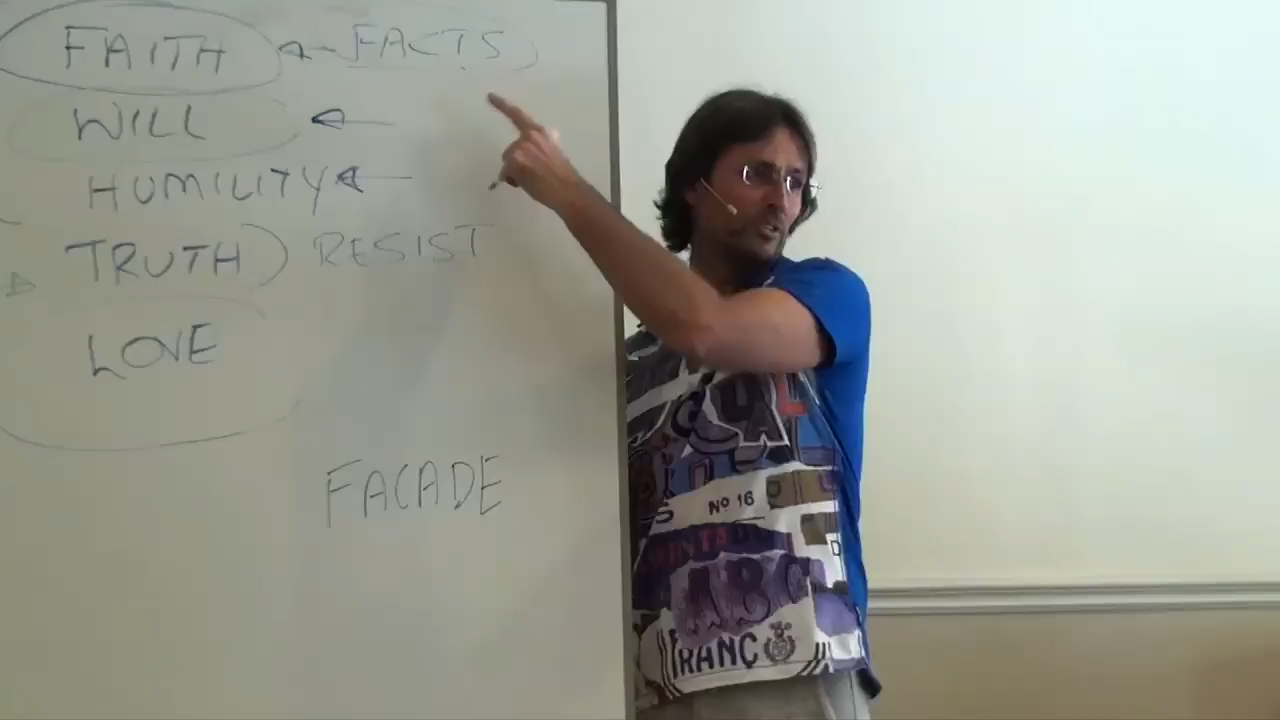 FAITH ← FACTS
WILL ←
HUMILITY ←
TRUTH) RESIST
LOVE
FACADE
Nº 16
ABC
FRANÇ